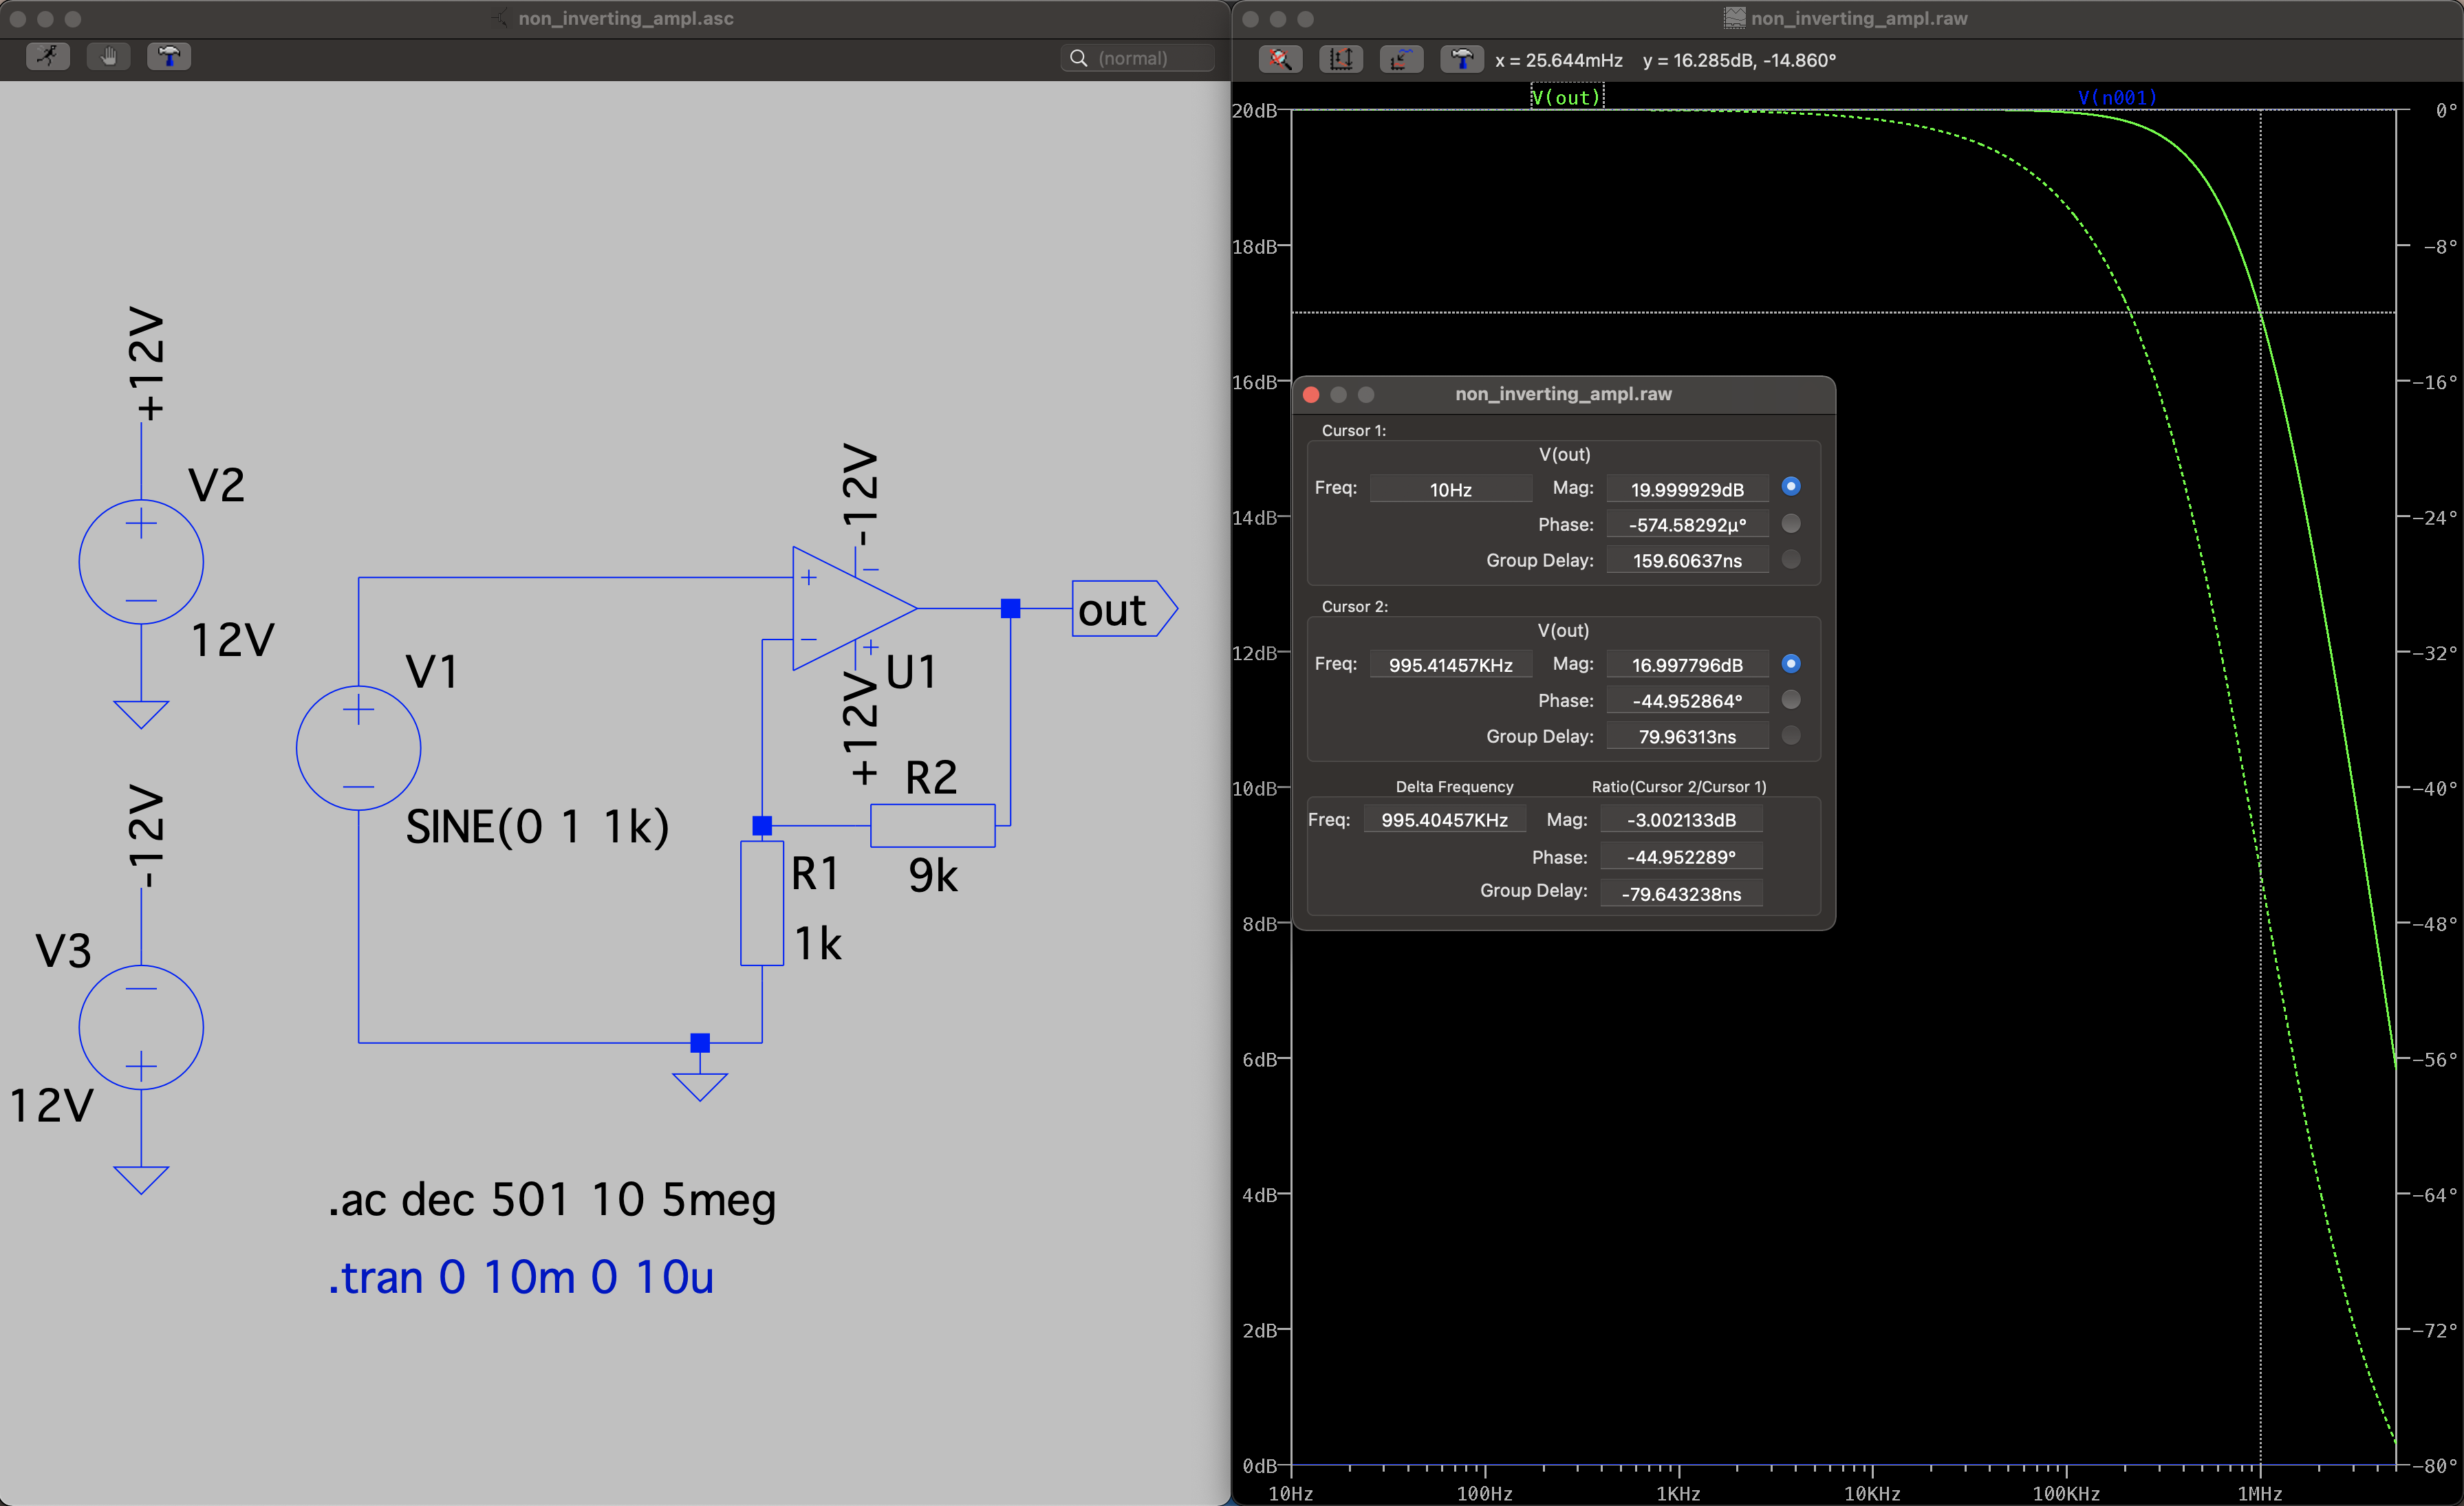 non_inverting_ampl.asc
(normal)
+12V
V2
12V
-12V
V3
12V
V1
SINE(0 1 1k)
-12V
+12V
U1
out
R2
9k
R1
1k
.ac dec 501 10 5meg
.tran 0 10m 0 10u
non_inverting_ampl.raw
x = 25.644mHz y = 16.285dB, -14.860°
V(out) V(n001)
20dB
18dB
16dB
14dB
12dB
10dB
8dB
6dB
4dB
2dB
0dB
0°
-8°
-16°
-24°
-32°
-40°
-48°
-56°
-64°
-72°
-80°
10Hz 100Hz 1KHz 10KHz 100KHz 1MHz
non_inverting_ampl.raw
Cursor 1:
V(out)
Freq: 10Hz Mag: 19.999929dB
Phase: -574.58292µ°
Group Delay: 159.60637ns
Cursor 2:
V(out)
Freq: 995.41457KHz Mag: 16.997796dB
Phase: -44.952864°
Group Delay: 79.96313ns
Delta Frequency Ratio(Cursor 2/Cursor 1)
Freq: 995.40457KHz Mag: -3.002133dB
Phase: -44.952289°
Group Delay: -79.643238ns